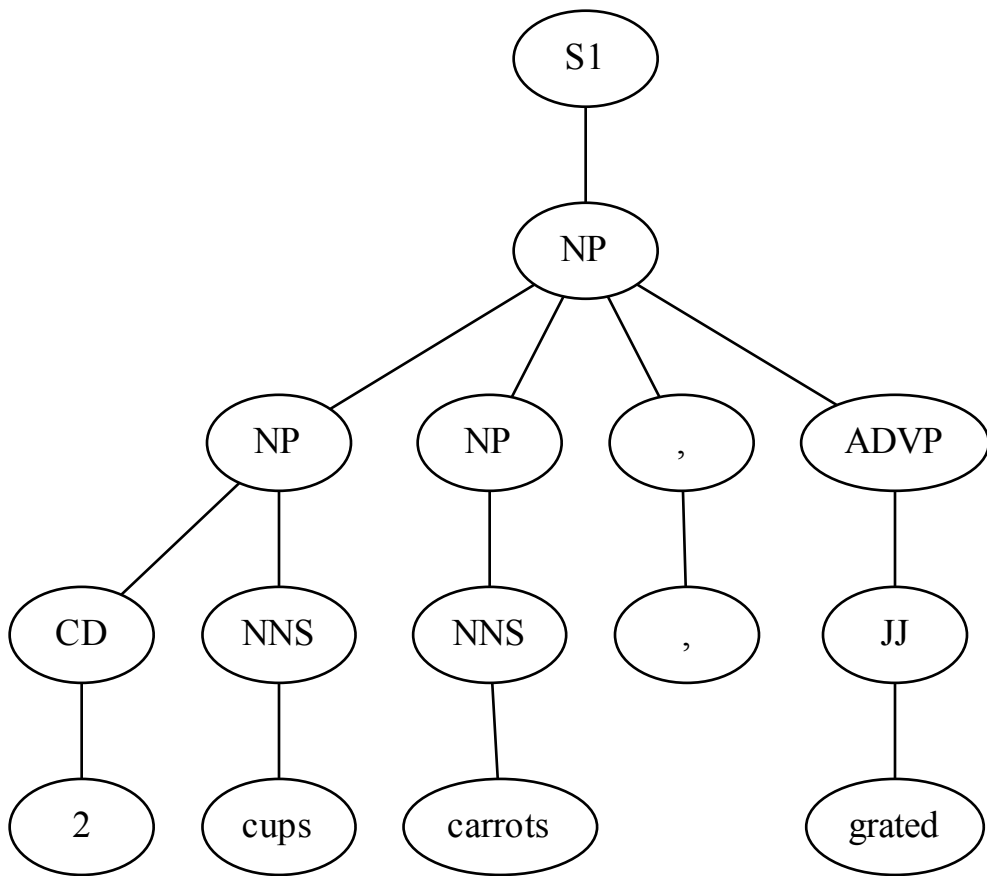 S1
NP
NP NP , ADVP
CD NNS NNS , JJ
2 cups carrots grated